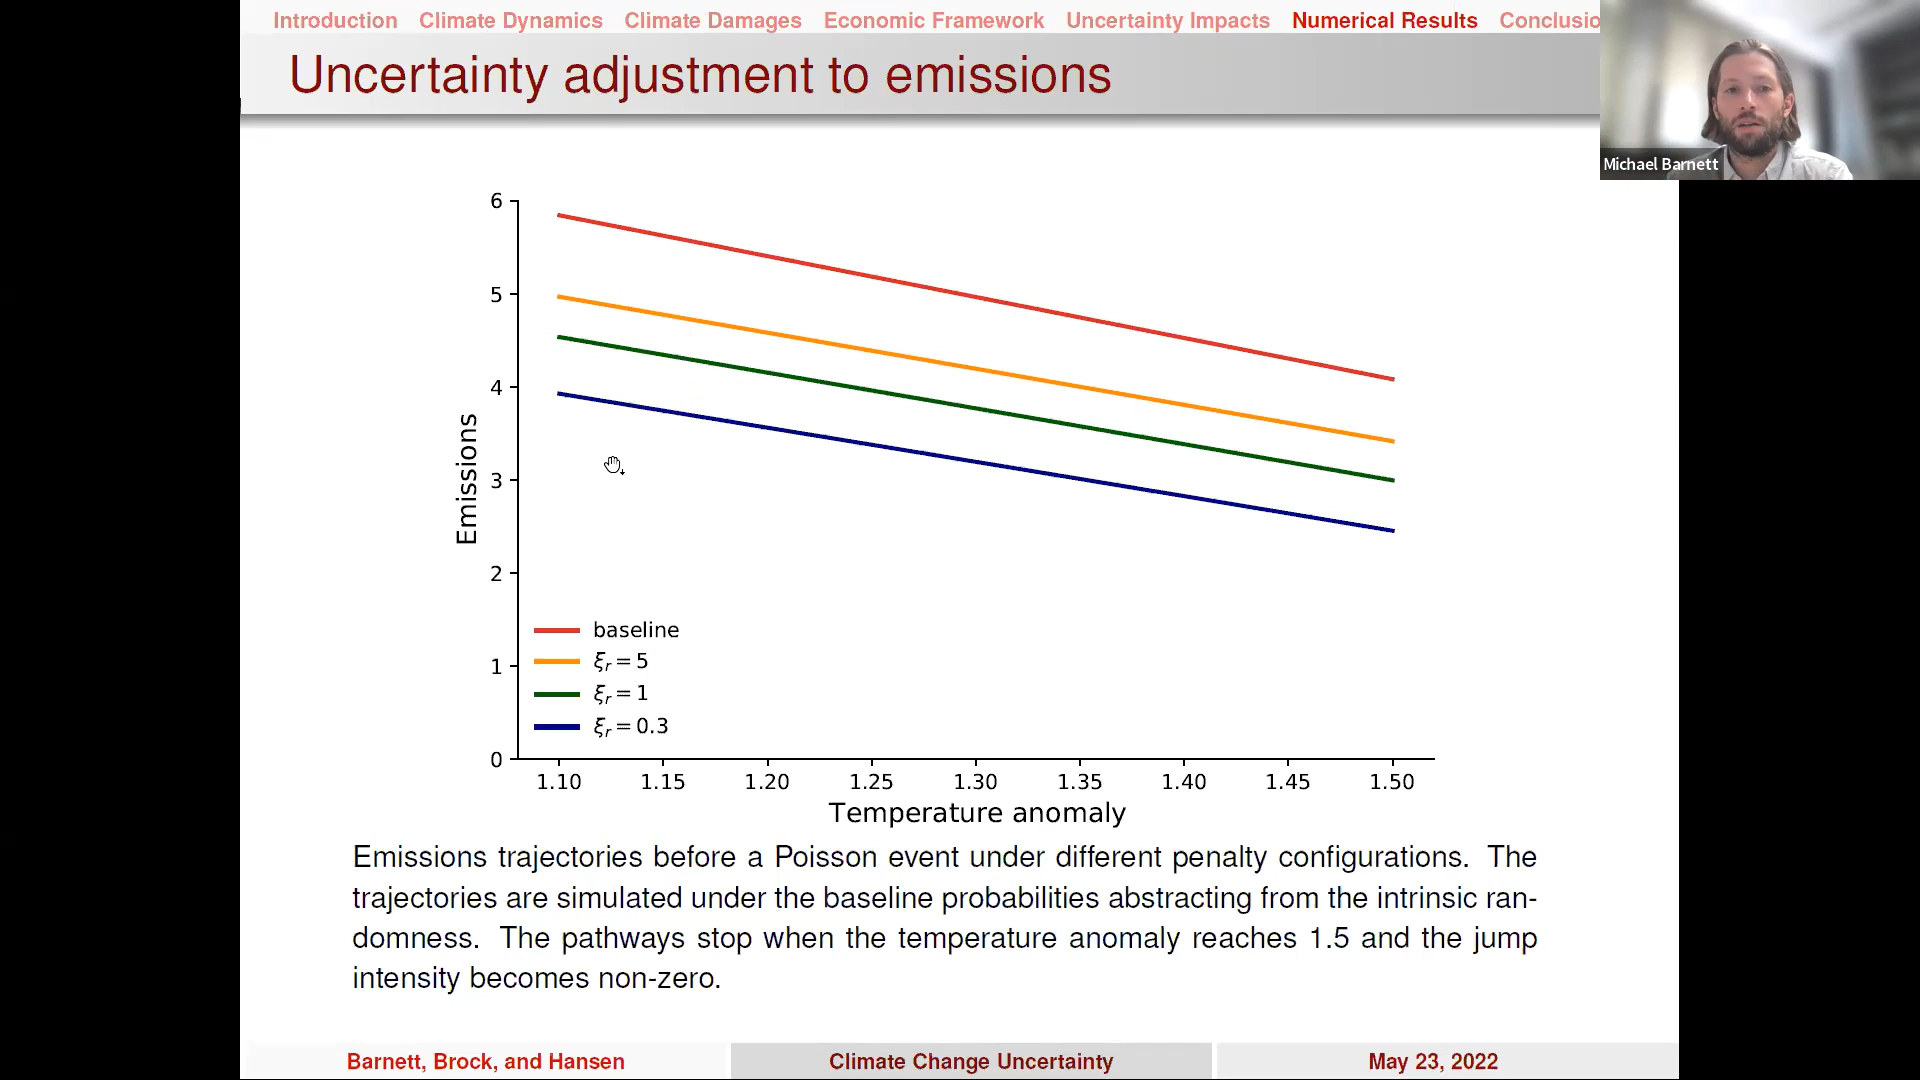 Introduction Climate Dynamics Climate Damages Economic Framework Uncertainty Impacts Numerical Results Conclusio
Uncertainty adjustment to emissions
Michael Barnett
6
5
4
3
2
1
0
Emissions
baseline
ξr = 5
ξr = 1
ξr = 0.3
1.10 1.15 1.20 1.25 1.30 1.35 1.40 1.45 1.50
Temperature anomaly
Emissions trajectories before a Poisson event under different penalty configurations. The
trajectories are simulated under the baseline probabilities abstracting from the intrinsic ran-
domness. The pathways stop when the temperature anomaly reaches 1.5 and the jump
intensity becomes non-zero.
Barnett, Brock, and Hansen Climate Change Uncertainty May 23, 2022